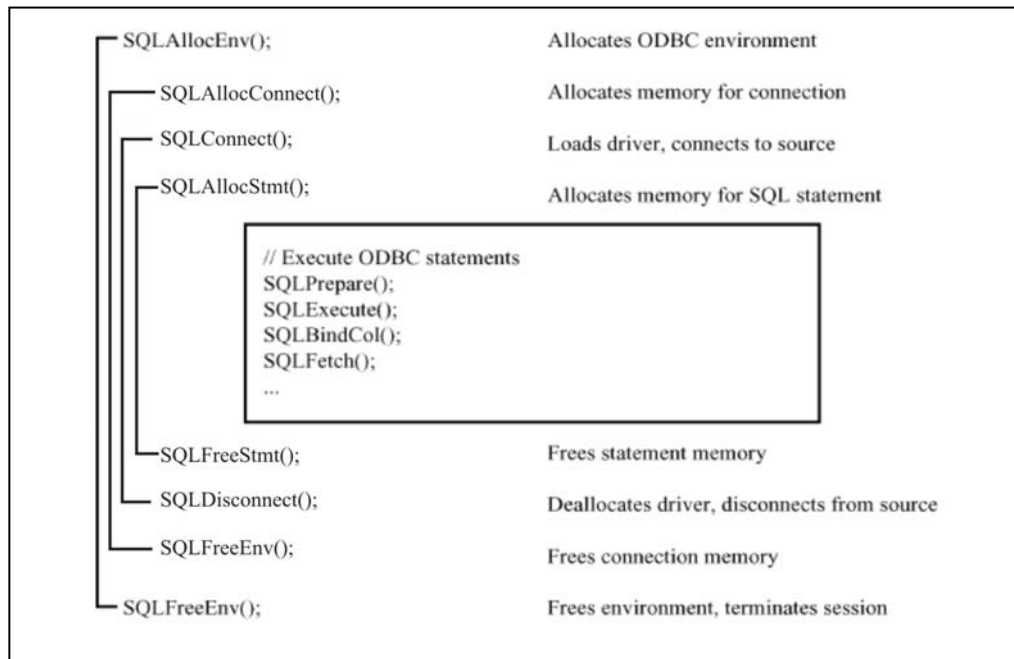 SQLAllocEnv(); Allocates ODBC environment
SQLAllocConnect(); Allocates memory for connection
SQLConnect(); Loads driver, connects to source
SQLAllocStmt(); Allocates memory for SQL statement
// Execute ODBC statements
SQLPrepare();
SQLExecute();
SQLBindCol();
SQLFetch();
...
SQLFreeStmt(); Frees statement memory
SQLDisconnect(); Deallocates driver, disconnects from source
SQLFreeEnv(); Frees connection memory
SQLFreeEnv(); Frees environment, terminates session